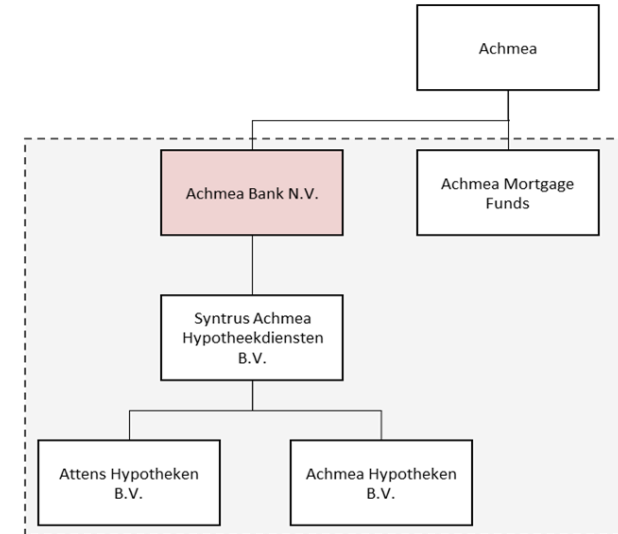 Achmea
Achmea Bank N.V.
Achmea Mortgage
Funds
Syntrus Achmea
Hypotheekdiensten
B.V.
Attens Hypotheken
B.V.
Achmea Hypotheken
B.V.